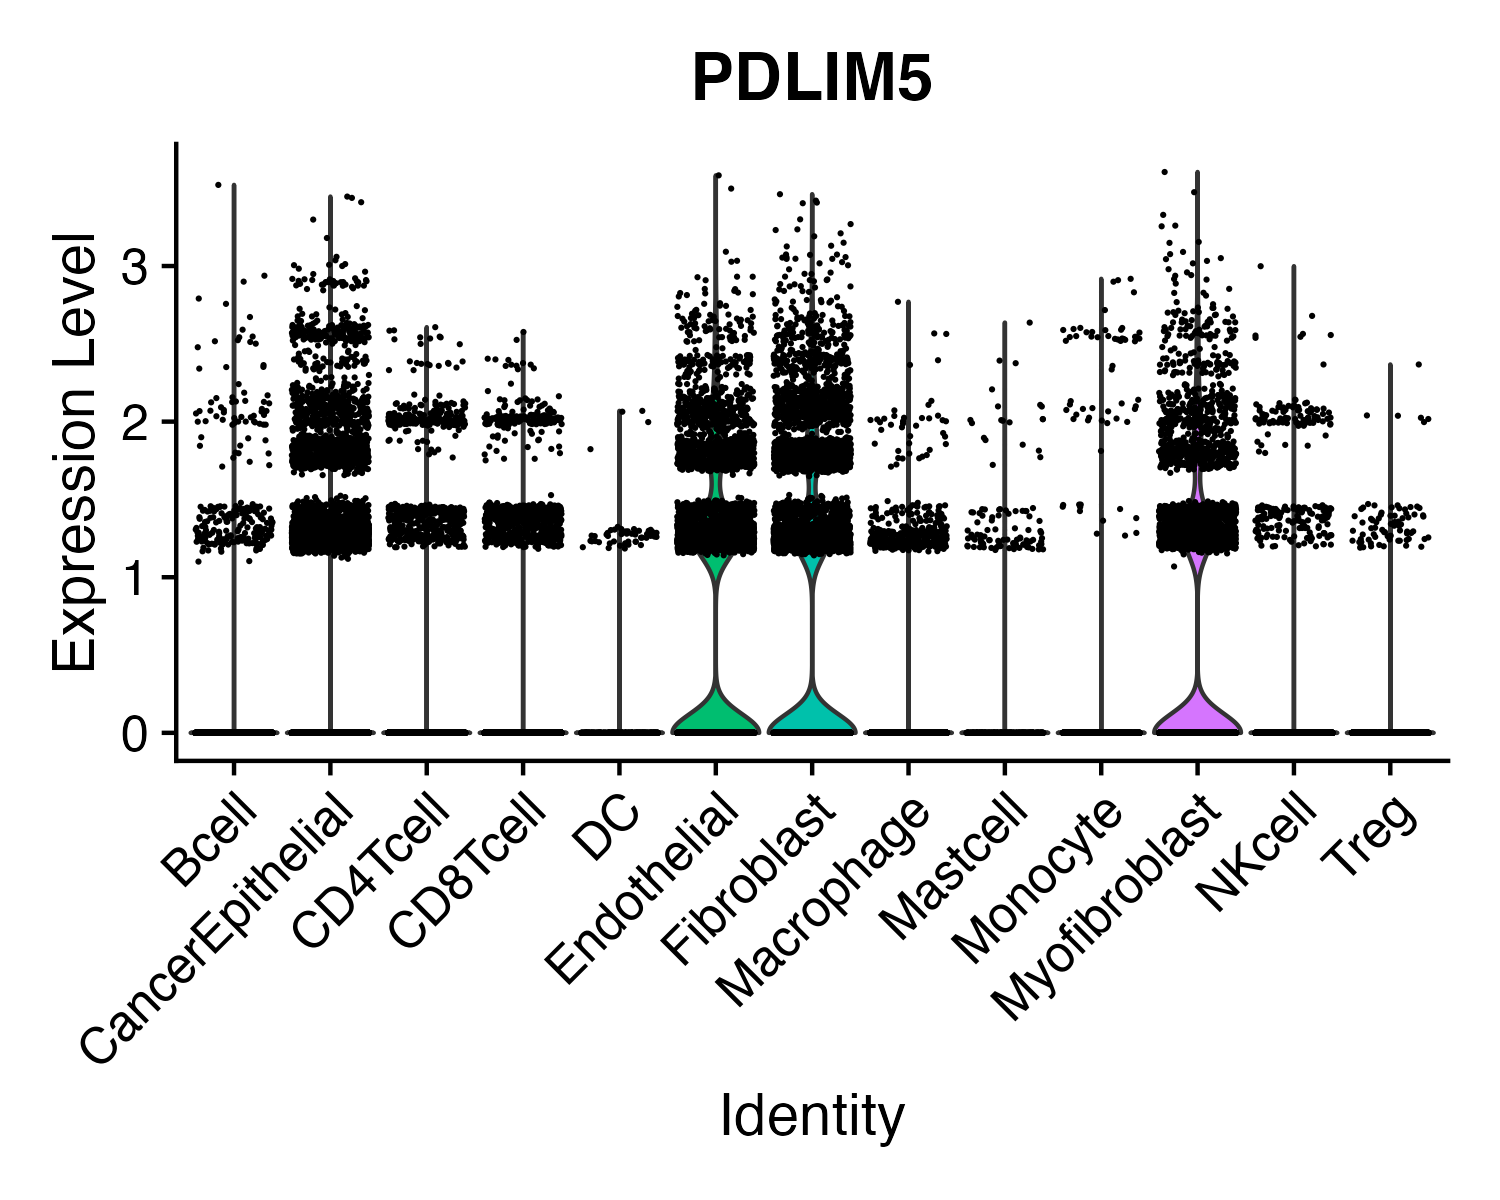 PDLIM5
Expression Level
3
2
1
0
Bcell
CancerEpithelial
CD4Tcell
CD8Tcell
DC
Endothelial
Fibroblast
Macrophage
Mastcell
Monocyte
Myofibroblast
NKcell
Treg
Identity